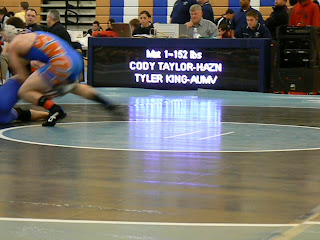 Mat 1-152 lbs
CODY TAYLOR-HAZN
TYLER KING-AUMV